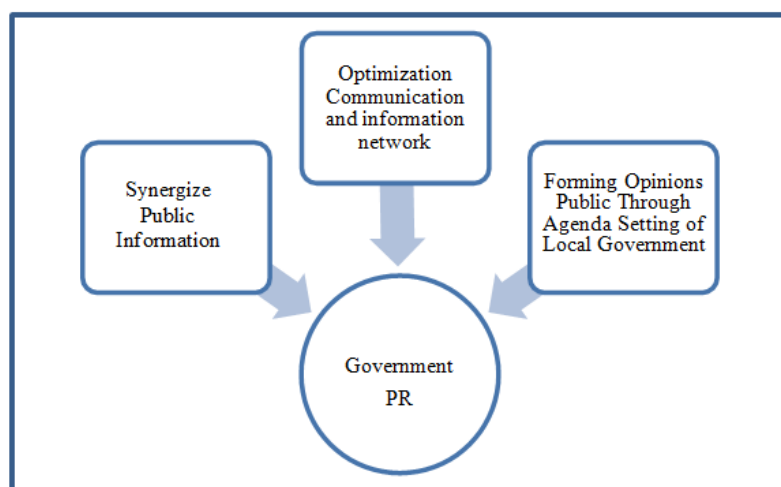 Optimization
Communication
and information
network
Synergize
Public
Information
Forming Opinions
Public Through
Agenda Setting of
Local Government
Government
PR